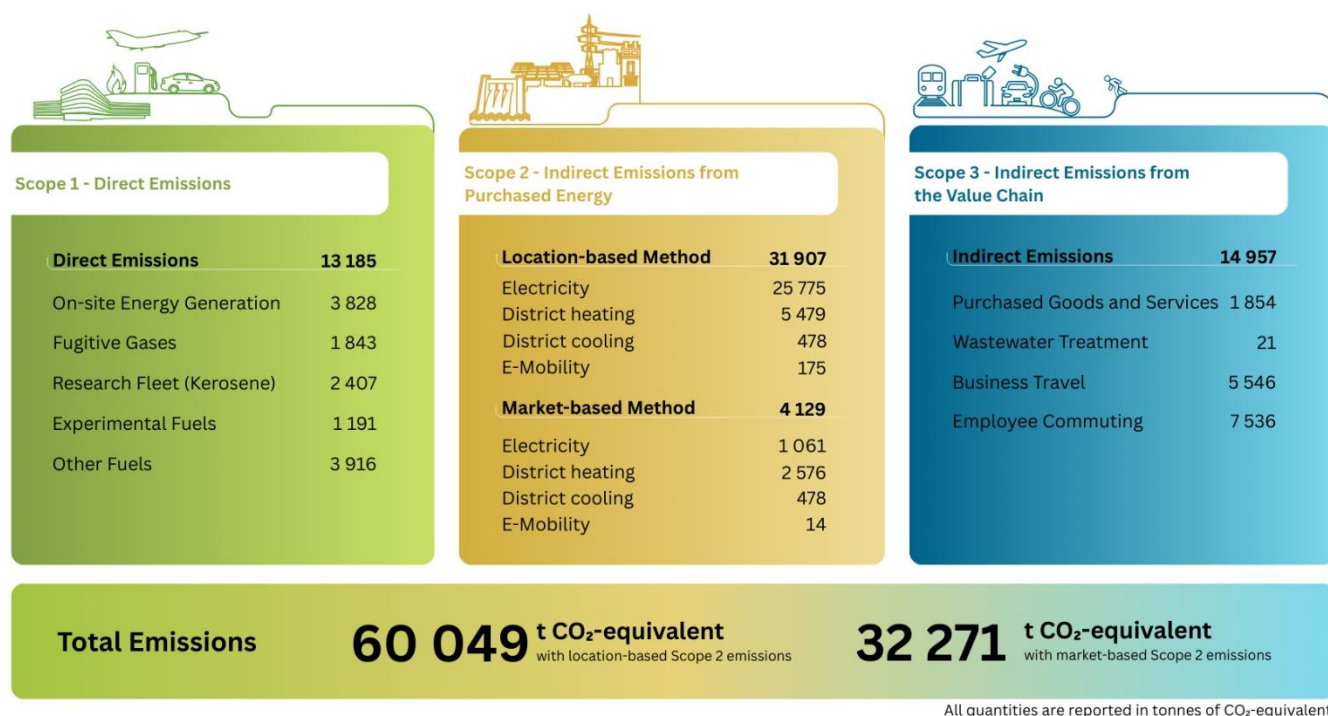 Scope 1 - Direct Emissions
Direct Emissions 13 185
On-site Energy Generation 3 828
Fugitive Gases 1 843
Research Fleet (Kerosene) 2 407
Experimental Fuels 1 191
Other Fuels 3 916
Scope 2 - Indirect Emissions from
Purchased Energy
Location-based Method 31 907
Electricity 25 775
District heating 5 479
District cooling 478
E-Mobility 175
Market-based Method 4 129
Electricity 1 061
District heating 2 576
District cooling 478
E-Mobility 14
Scope 3 - Indirect Emissions from
the Value Chain
Indirect Emissions 14 957
Purchased Goods and Services 1 854
Wastewater Treatment 21
Business Travel 5 546
Employee Commuting 7 536
Total Emissions
60 049 t CO₂-equivalent
with location-based Scope 2 emissions
32 271 t CO₂-equivalent
with market-based Scope 2 emissions
All quantities are reported in tonnes of CO₂-equivalent